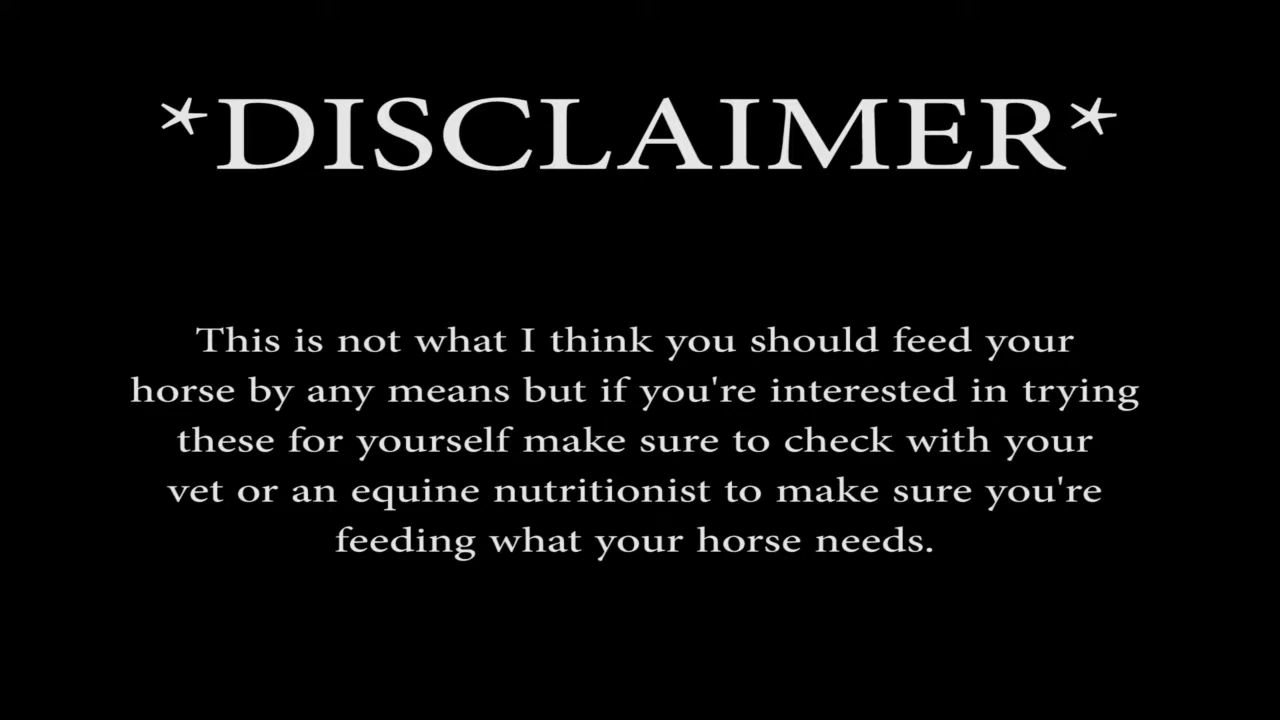 *DISCLAIMER*
This is not what I think you should feed your
horse by any means but if you're interested in trying
these for yourself make sure to check with your
vet or an equine nutritionist to make sure you're
feeding what your horse needs.